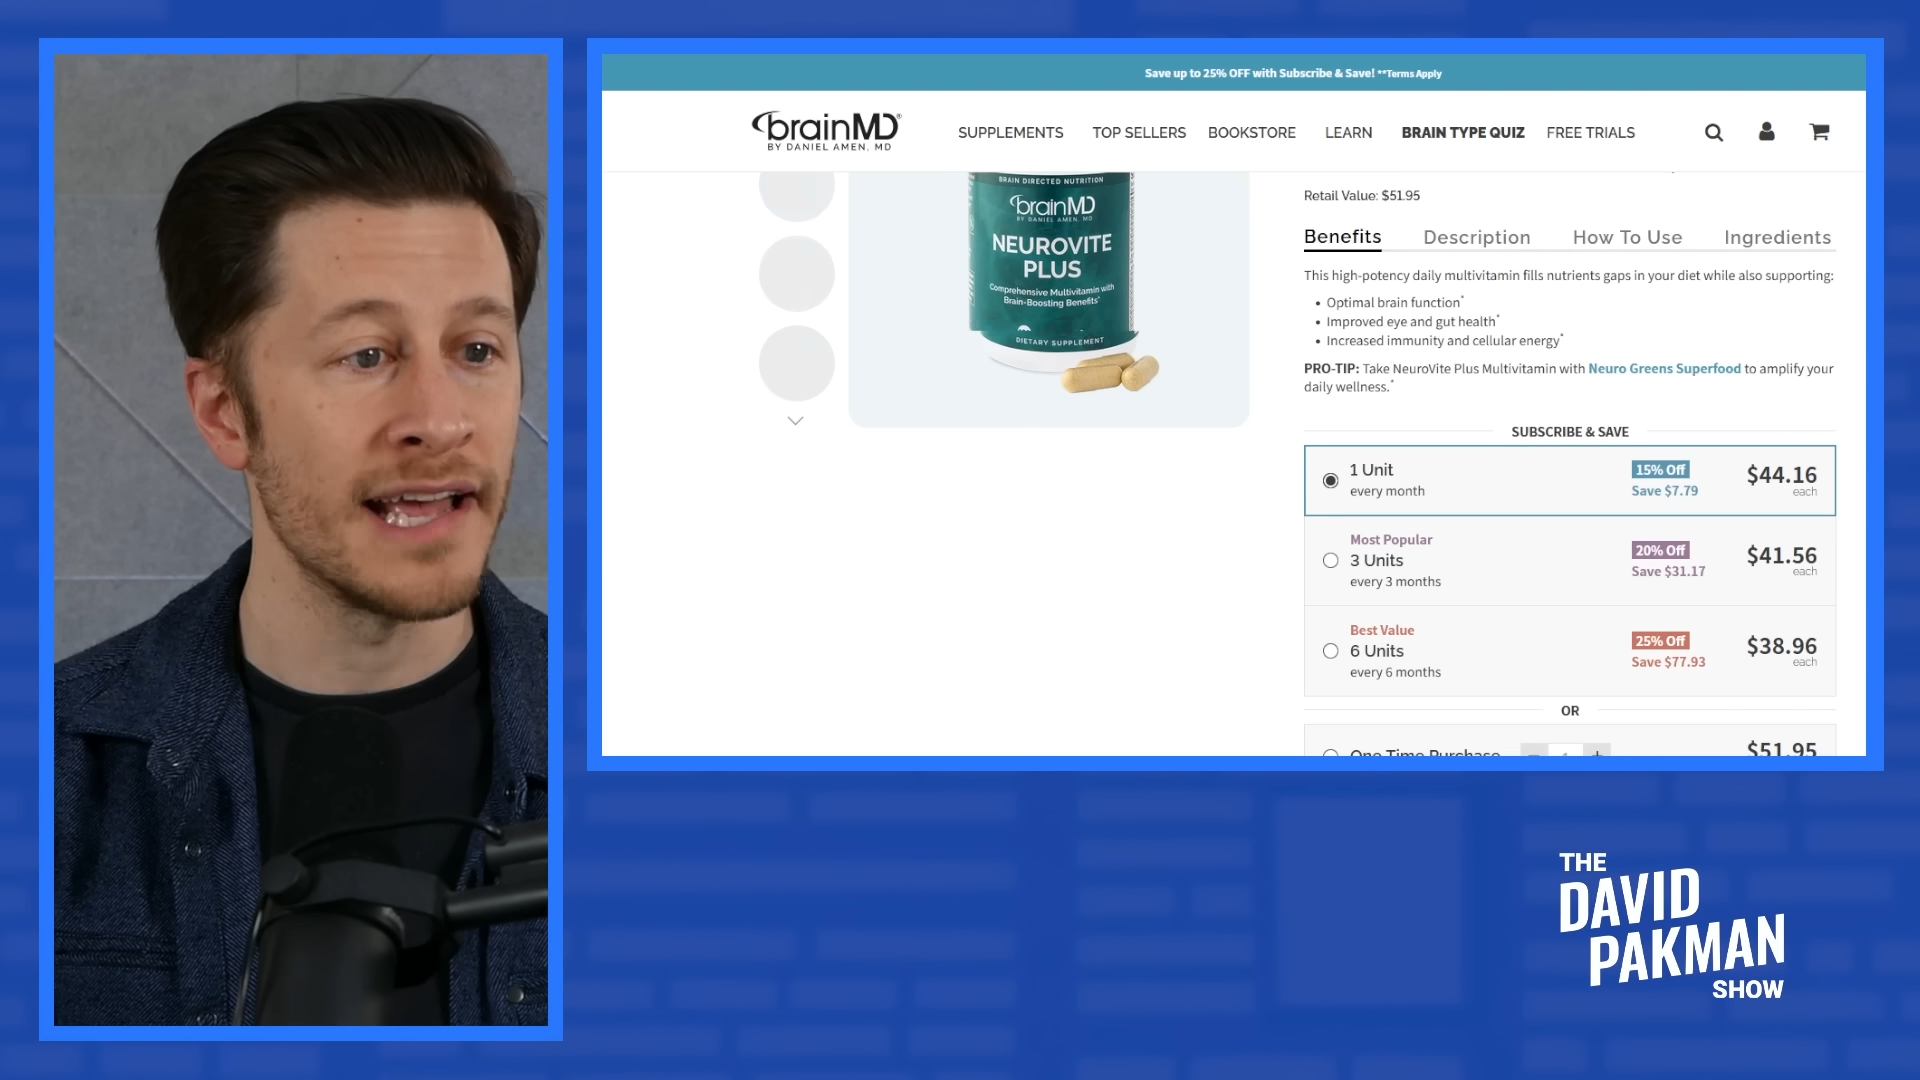 Save up to 25% OFF with Subscribe & Save! **Terms Apply
brainMD®
BY DANIEL AMEN, MD
SUPPLEMENTS
TOP SELLERS
BOOKSTORE
LEARN
BRAIN TYPE QUIZ
FREE TRIALS
BRAIN DIRECTED NUTRITION
brainMD
BY DANIEL AMEN, MD
NEUROVITE
PLUS
Comprehensive Multivitamin with
Brain-Boosting Benefits*
DIETARY SUPPLEMENT
Retail Value: $51.95
Benefits
Description
How To Use
Ingredients
This high-potency daily multivitamin fills nutrients gaps in your diet while also supporting:
• Optimal brain function*
• Improved eye and gut health*
• Increased immunity and cellular energy*
PRO-TIP: Take NeuroVite Plus Multivitamin with Neuro Greens Superfood to amplify your
daily wellness.*
SUBSCRIBE & SAVE
1 Unit
every month
15% Off
Save $7.79
$44.16
each
Most Popular
3 Units
every 3 months
20% Off
Save $31.17
$41.56
each
Best Value
6 Units
every 6 months
25% Off
Save $77.93
$38.96
each
OR
One Time Purchase
$51.95
THE
DAVID
PAKMAN
SHOW